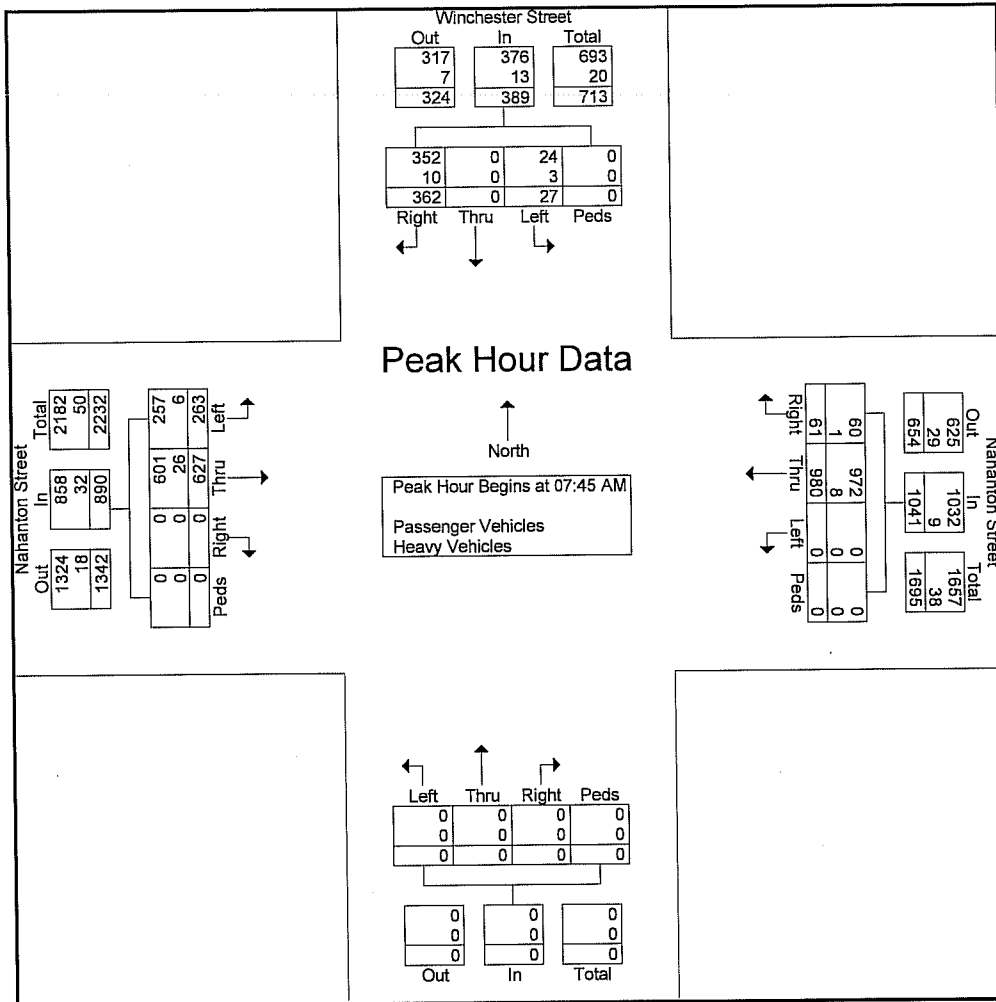 Winchester Street
Out In Total
317 376 693
7 13 20
324 389 713
352 0 24 0
10 0 3 0
362 0 27 0
Right Thru Left Peds
Peak Hour Data
North
Peak Hour Begins at 07:45 AM
Passenger Vehicles
Heavy Vehicles
Nahanton Street
Total In Out
2182 858 1324
50 32 18
2232 890 1342
257 601 0 0
6 26 0 0
263 627 0 0
Left Thru Right Peds
Nahanton Street
Out In Total
625 1032 1657
29 9 38
654 1041 1695
60 972 0 0
1 8 0 0
61 980 0 0
Right Thru Left Peds
Left Thru Right Peds
0 0 0 0
0 0 0 0
0 0 0 0
0 0 0
0 0 0
0 0 0
Out In Total